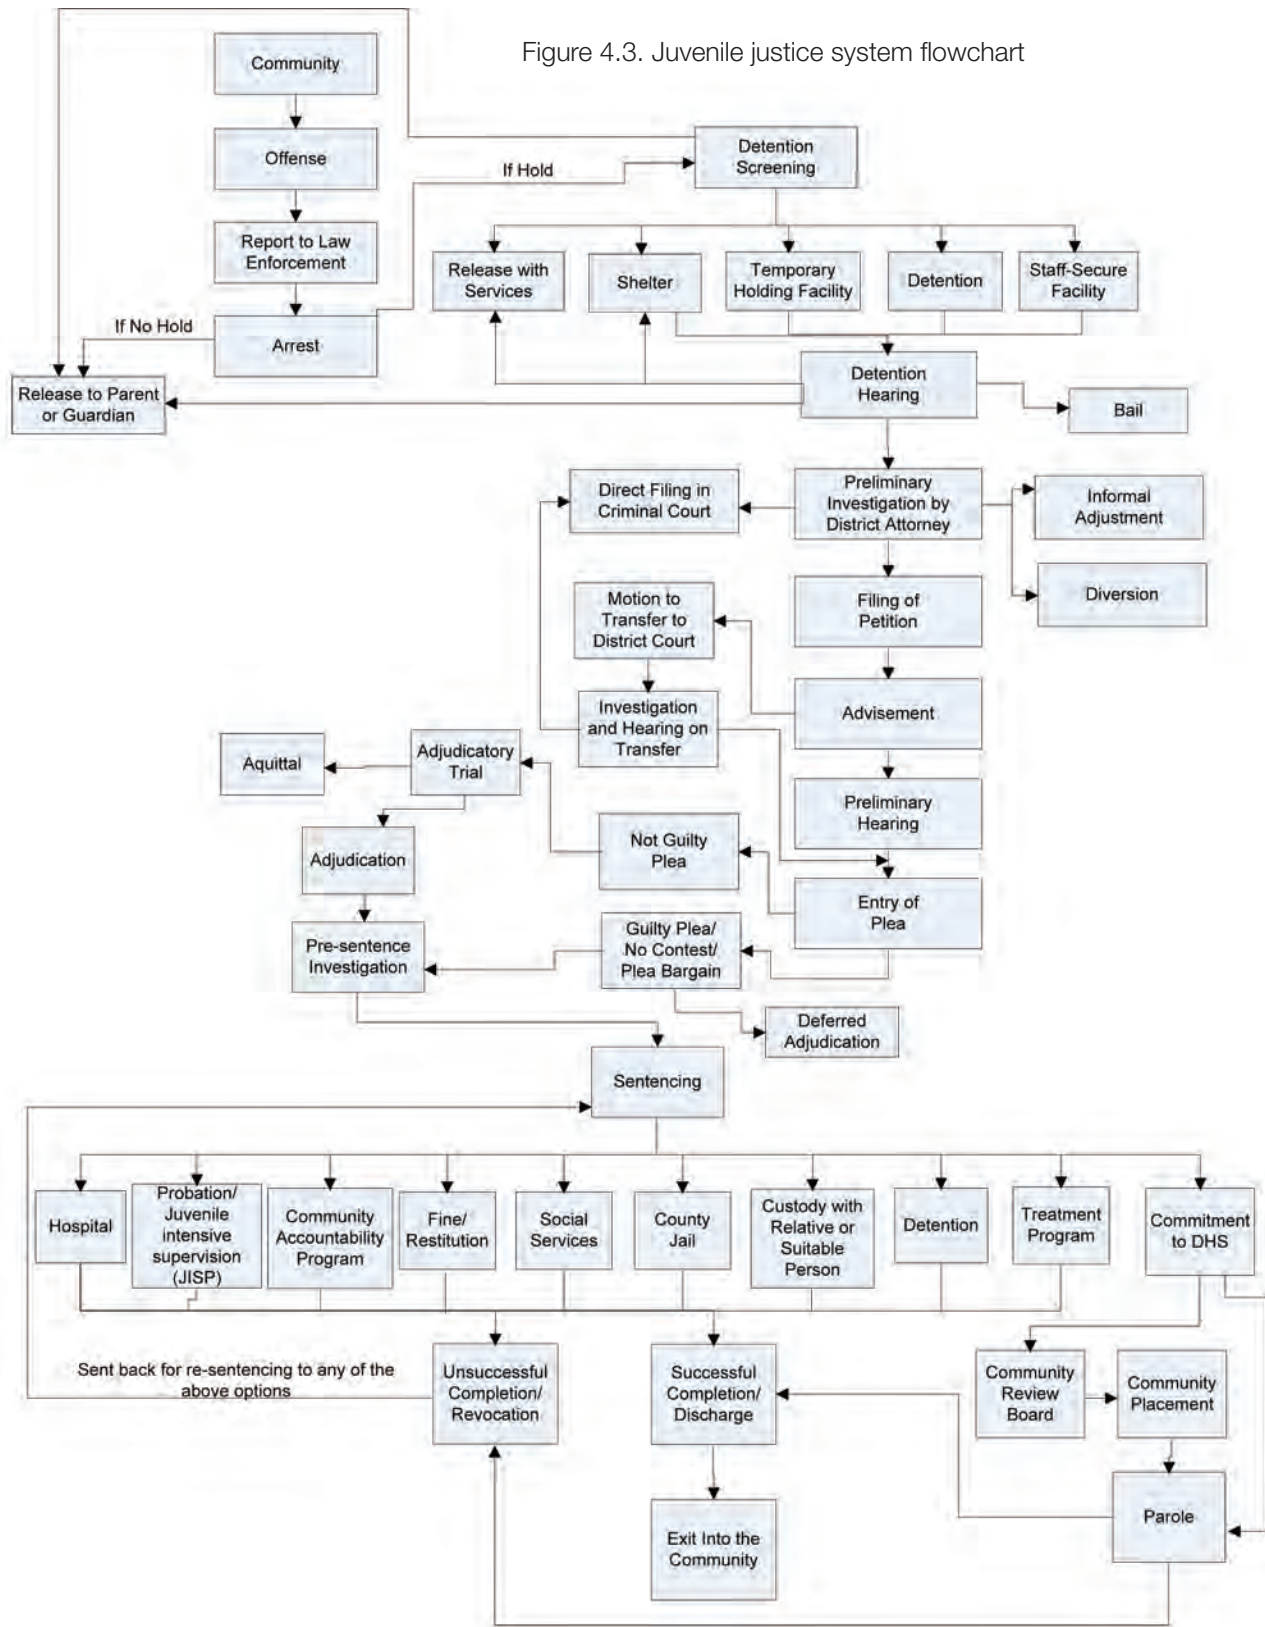 Figure 4.3. Juvenile justice system flowchart
Community
Offense
Report to Law
Enforcement
Arrest
If Hold
If No Hold
Release to Parent
or Guardian
Detention
Screening
Release with
Services
Shelter
Temporary
Holding Facility
Detention
Staff-Secure
Facility
Detention
Hearing
Bail
Direct Filing in
Criminal Court
Preliminary
Investigation by
District Attorney
Informal
Adjustment
Diversion
Motion to
Transfer to
District Court
Filing of
Petition
Investigation
and Hearing on
Transfer
Advisement
Aquittal
Adjudicatory
Trial
Preliminary
Hearing
Adjudication
Not Guilty
Plea
Entry of
Plea
Pre-sentence
Investigation
Guilty Plea/
No Contest/
Plea Bargain
Deferred
Adjudication
Sentencing
Hospital
Probation/
Juvenile
intensive
supervision
(JISP)
Community
Accountability
Program
Fine/
Restitution
Social
Services
County
Jail
Custody with
Relative or
Suitable
Person
Detention
Treatment
Program
Commitment
to DHS
Sent back for re-sentencing to any of the
above options
Unsuccessful
Completion/
Revocation
Successful
Completion/
Discharge
Community
Review
Board
Community
Placement
Parole
Exit Into the
Community